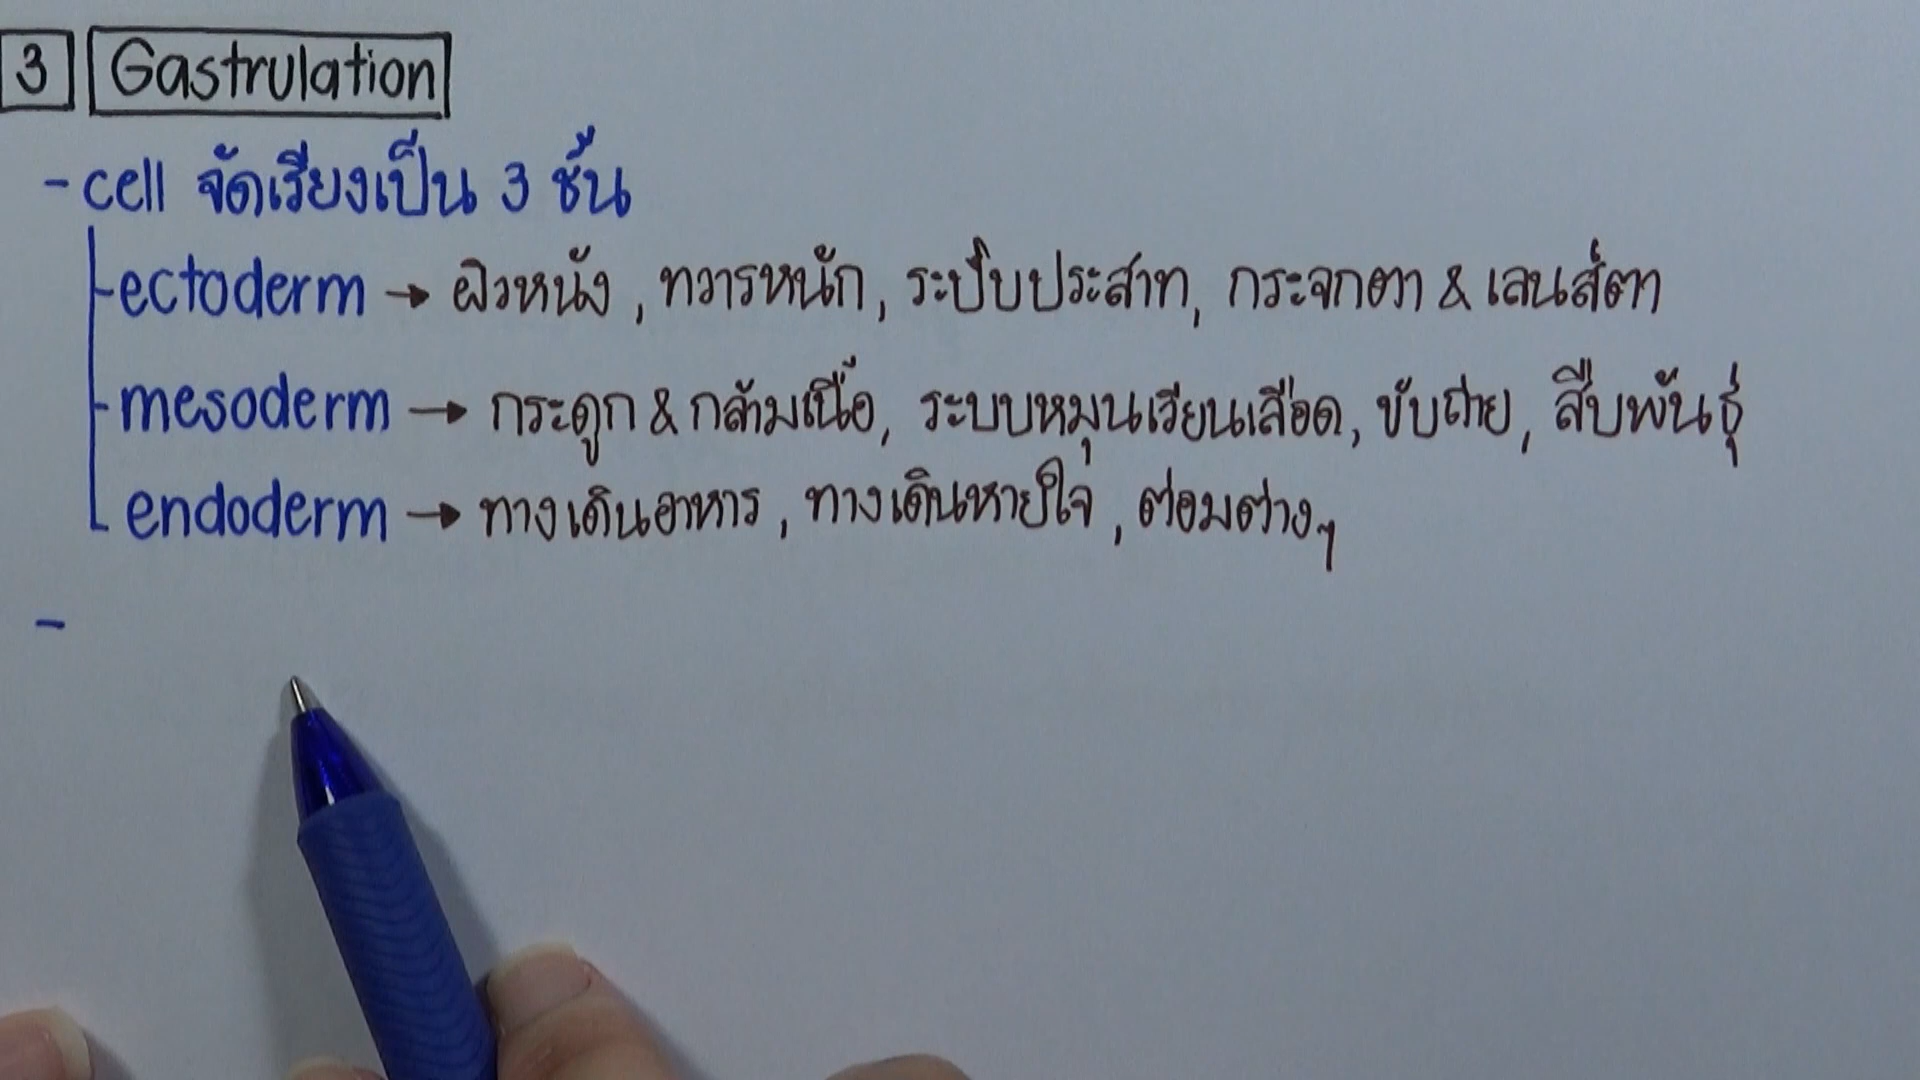 3 Gastrulation
- cell จัดเรียงเป็น 3 ชั้น
ectoderm → ผิวหนัง, ทวารหนัก, ระบบประสาท, กระจกตา & เลนส์ตา
mesoderm → กระดูก & กล้ามเนื้อ, ระบบหมุนเวียนเลือด, ขับถ่าย, สืบพันธุ์
endoderm → ทางเดินอาหาร, ทางเดินหายใจ, ต่อมต่างๆ
-